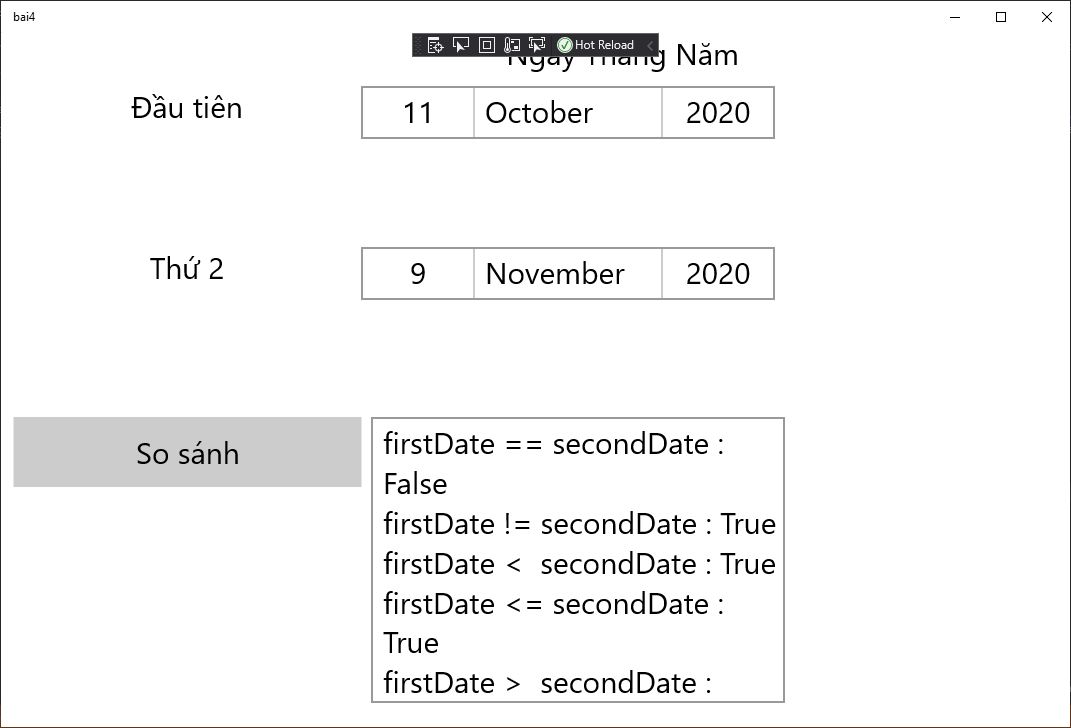 bai4
Hot Reload
Năm
Đầu tiên
11 October 2020
Thứ 2
9 November 2020
So sánh
firstDate == secondDate :
False
firstDate != secondDate : True
firstDate <  secondDate : True
firstDate <= secondDate :
True
firstDate >  secondDate :